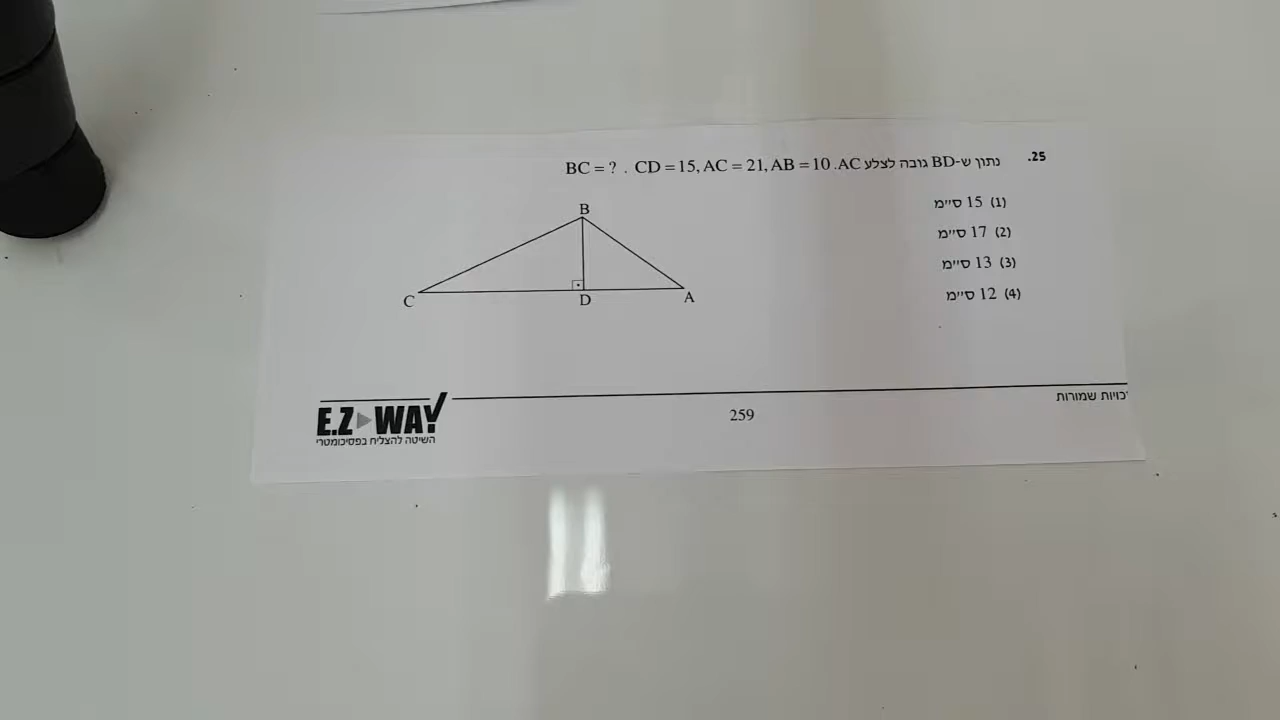 25. נתון ש-BD גובה לצלע AC. AB = 10, AC = 21, CD = 15 . BC = ?
(1) 15 ס״מ
(2) 17 ס״מ
(3) 13 ס״מ
(4) 12 ס״מ
B
C
D
A
כויות שמורות
259
E.Z WAY
השיטה להצליח בפסיכומטרי